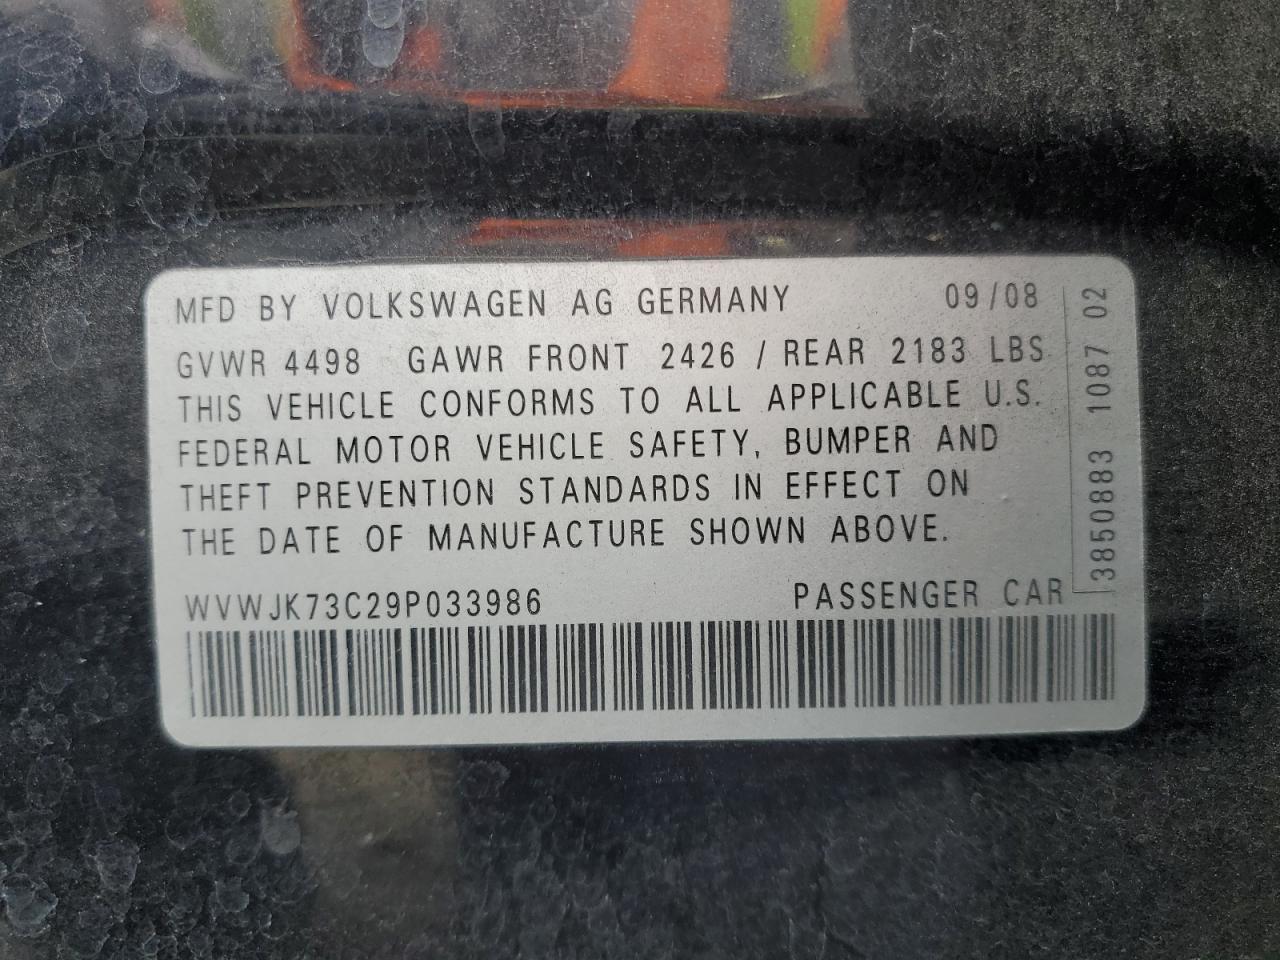 MFD BY VOLKSWAGEN AG GERMANY 09/08
GVWR 4498 GAWR FRONT 2426 / REAR 2183 LBS
THIS VEHICLE CONFORMS TO ALL APPLICABLE U.S.
FEDERAL MOTOR VEHICLE SAFETY, BUMPER AND
THEFT PREVENTION STANDARDS IN EFFECT ON
THE DATE OF MANUFACTURE SHOWN ABOVE.
WVWJK73C29P033986 PASSENGER CAR
3850883 1087 02